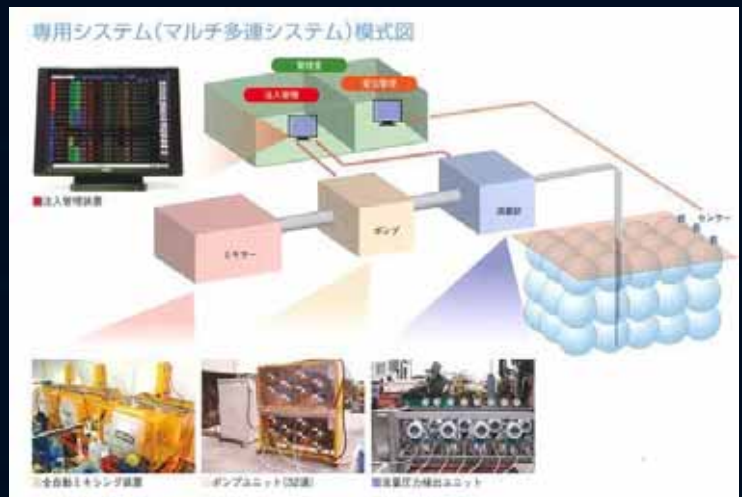 専用システム(マルチ多連システム)模式図
管理室
注入管理
変位管理
■注入管理装置
ミキサー
ポンプ
流量計
センサー
■全自動ミキシング装置
■ポンプユニット(32連)
■流量圧力検出ユニット